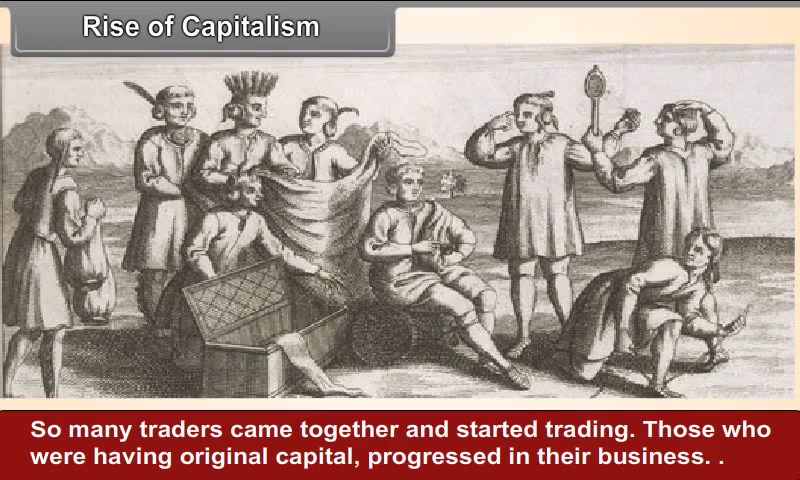 Rise of Capitalism
So many traders came together and started trading. Those who
were having original capital, progressed in their business. .